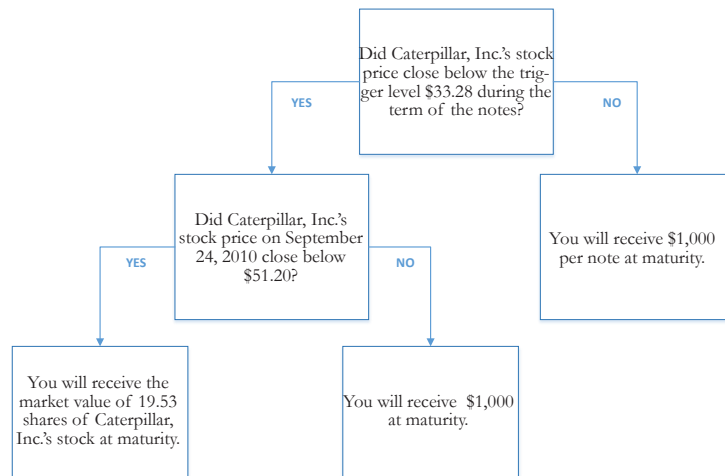 Did Caterpillar, Inc.'s stock
price close below the trig-
ger level $33.28 during the
term of the notes?
YES
NO
Did Caterpillar, Inc.'s
stock price on September
24, 2010 close below
$51.20?
You will receive $1,000
per note at maturity.
YES
NO
You will receive the
market value of 19.53
shares of Caterpillar,
Inc.'s stock at maturity.
You will receive $1,000
at maturity.